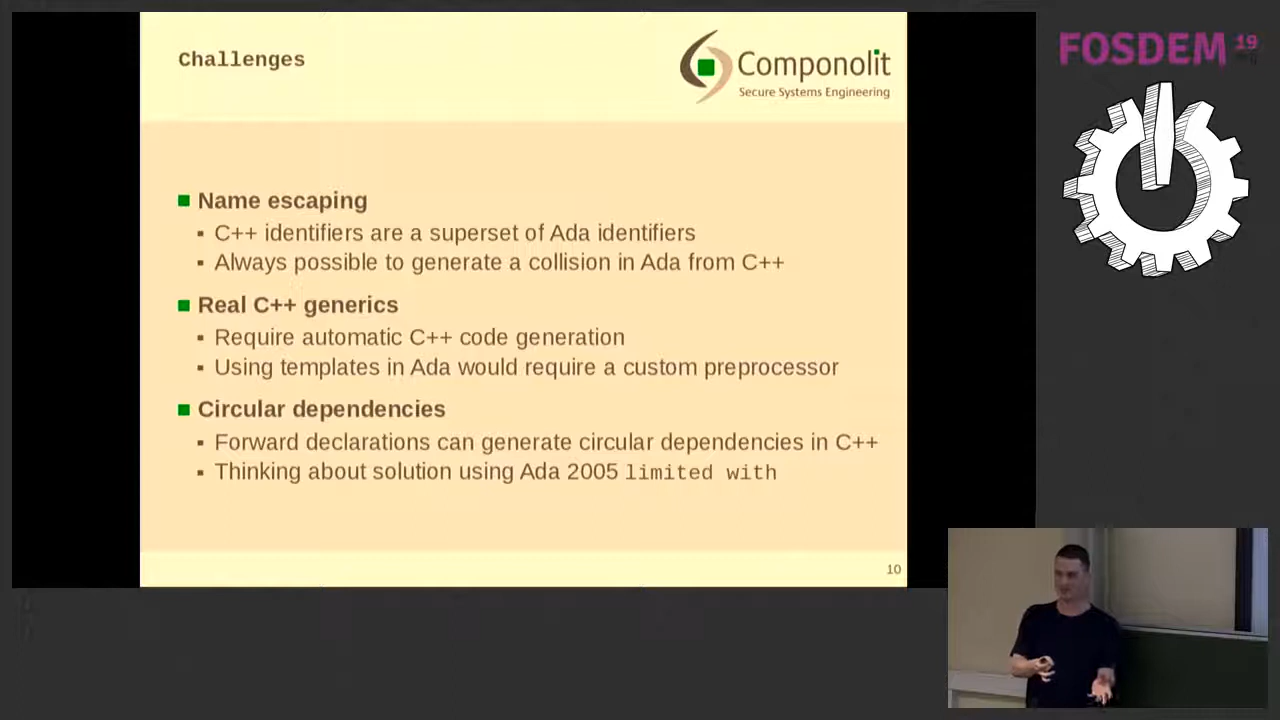 Challenges
Componolit
Secure Systems Engineering
FOSDEM 19
Name escaping
C++ identifiers are a superset of Ada identifiers
Always possible to generate a collision in Ada from C++
Real C++ generics
Require automatic C++ code generation
Using templates in Ada would require a custom preprocessor
Circular dependencies
Forward declarations can generate circular dependencies in C++
Thinking about solution using Ada 2005 limited with
10